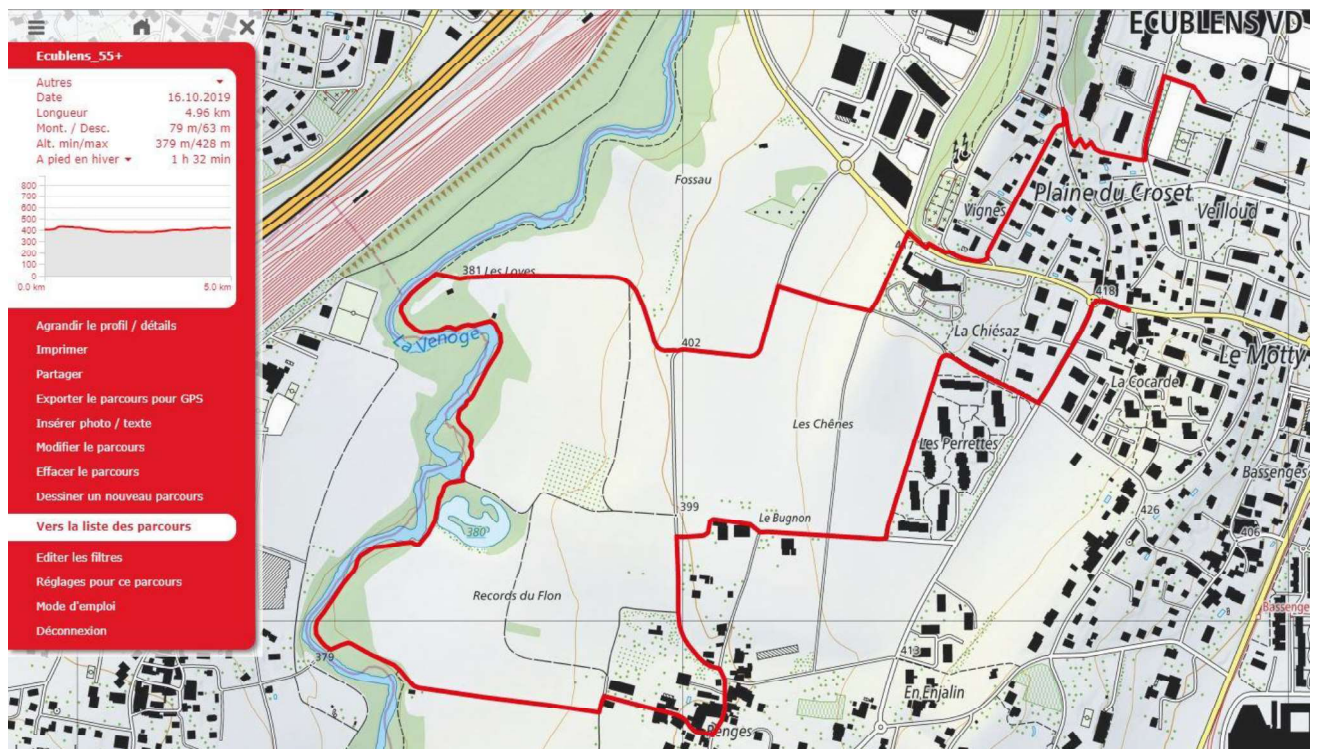 Ecublens_55+
Autres
Date 16.10.2019
Longueur 4.96 km
Mont. / Desc. 79 m/63 m
Alt. min/max 379 m/428 m
A pied en hiver 1 h 32 min
800
700
600
500
400
300
200
100
0
0.0 km 5.0 km
Agrandir le profil / détails
Imprimer
Partager
Exporter le parcours pour GPS
Insérer photo / texte
Modifier le parcours
Effacer le parcours
Dessiner un nouveau parcours
Vers la liste des parcours
Editer les filtres
Réglages pour ce parcours
Mode d'emploi
Déconnexion
ECUBLENS VD
Fossau
Vignes
Plaine du Croset
Veilloud
417
381 Les Loyes
418
La Venoge
La Chiésaz
402
Le Motty
La Cocarde
Les Chênes
Les Perrettes
Bassenges
399
Le Bugnon
426
406
380
Records du Flon
Bassenge
379
413
En Enjalin
Renges